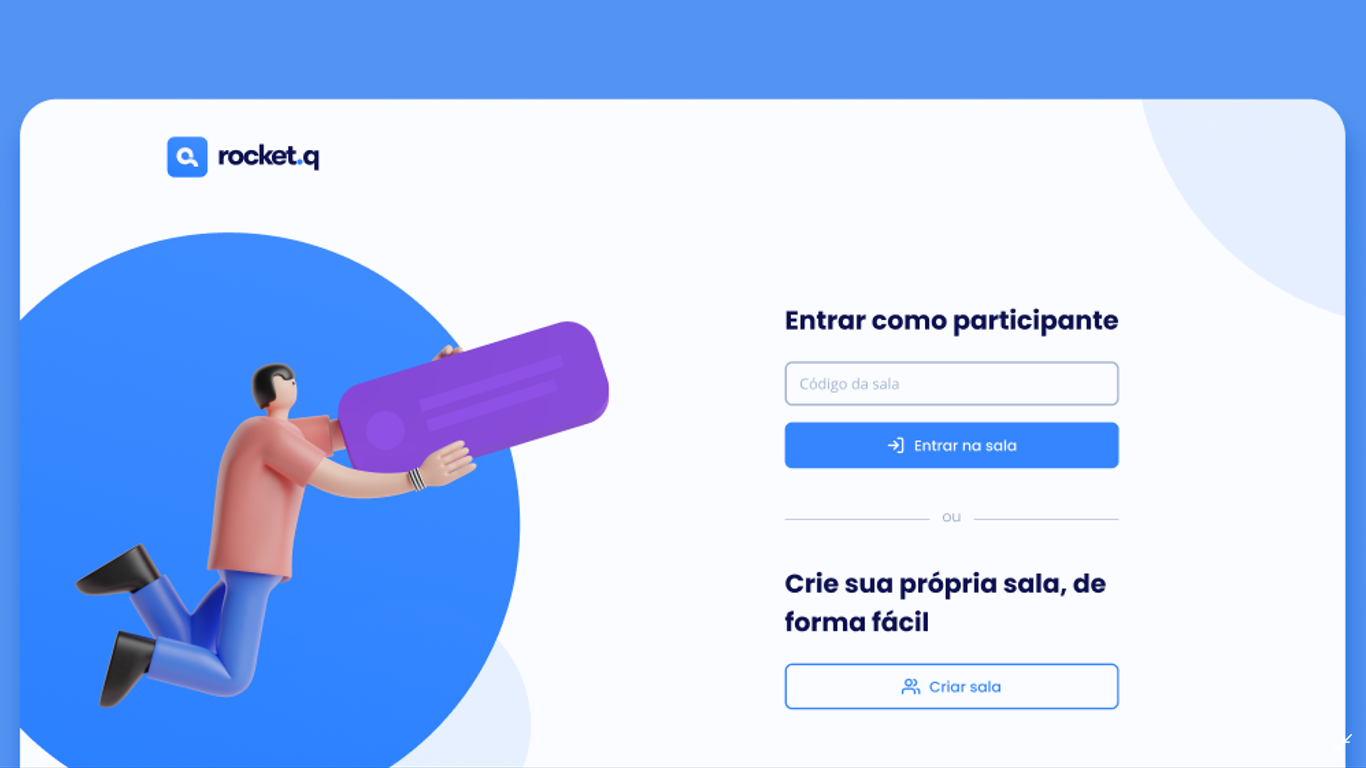 rocket.q
Entrar como participante
Código da sala
Entrar na sala
ou
Crie sua própria sala, de
forma fácil
Criar sala